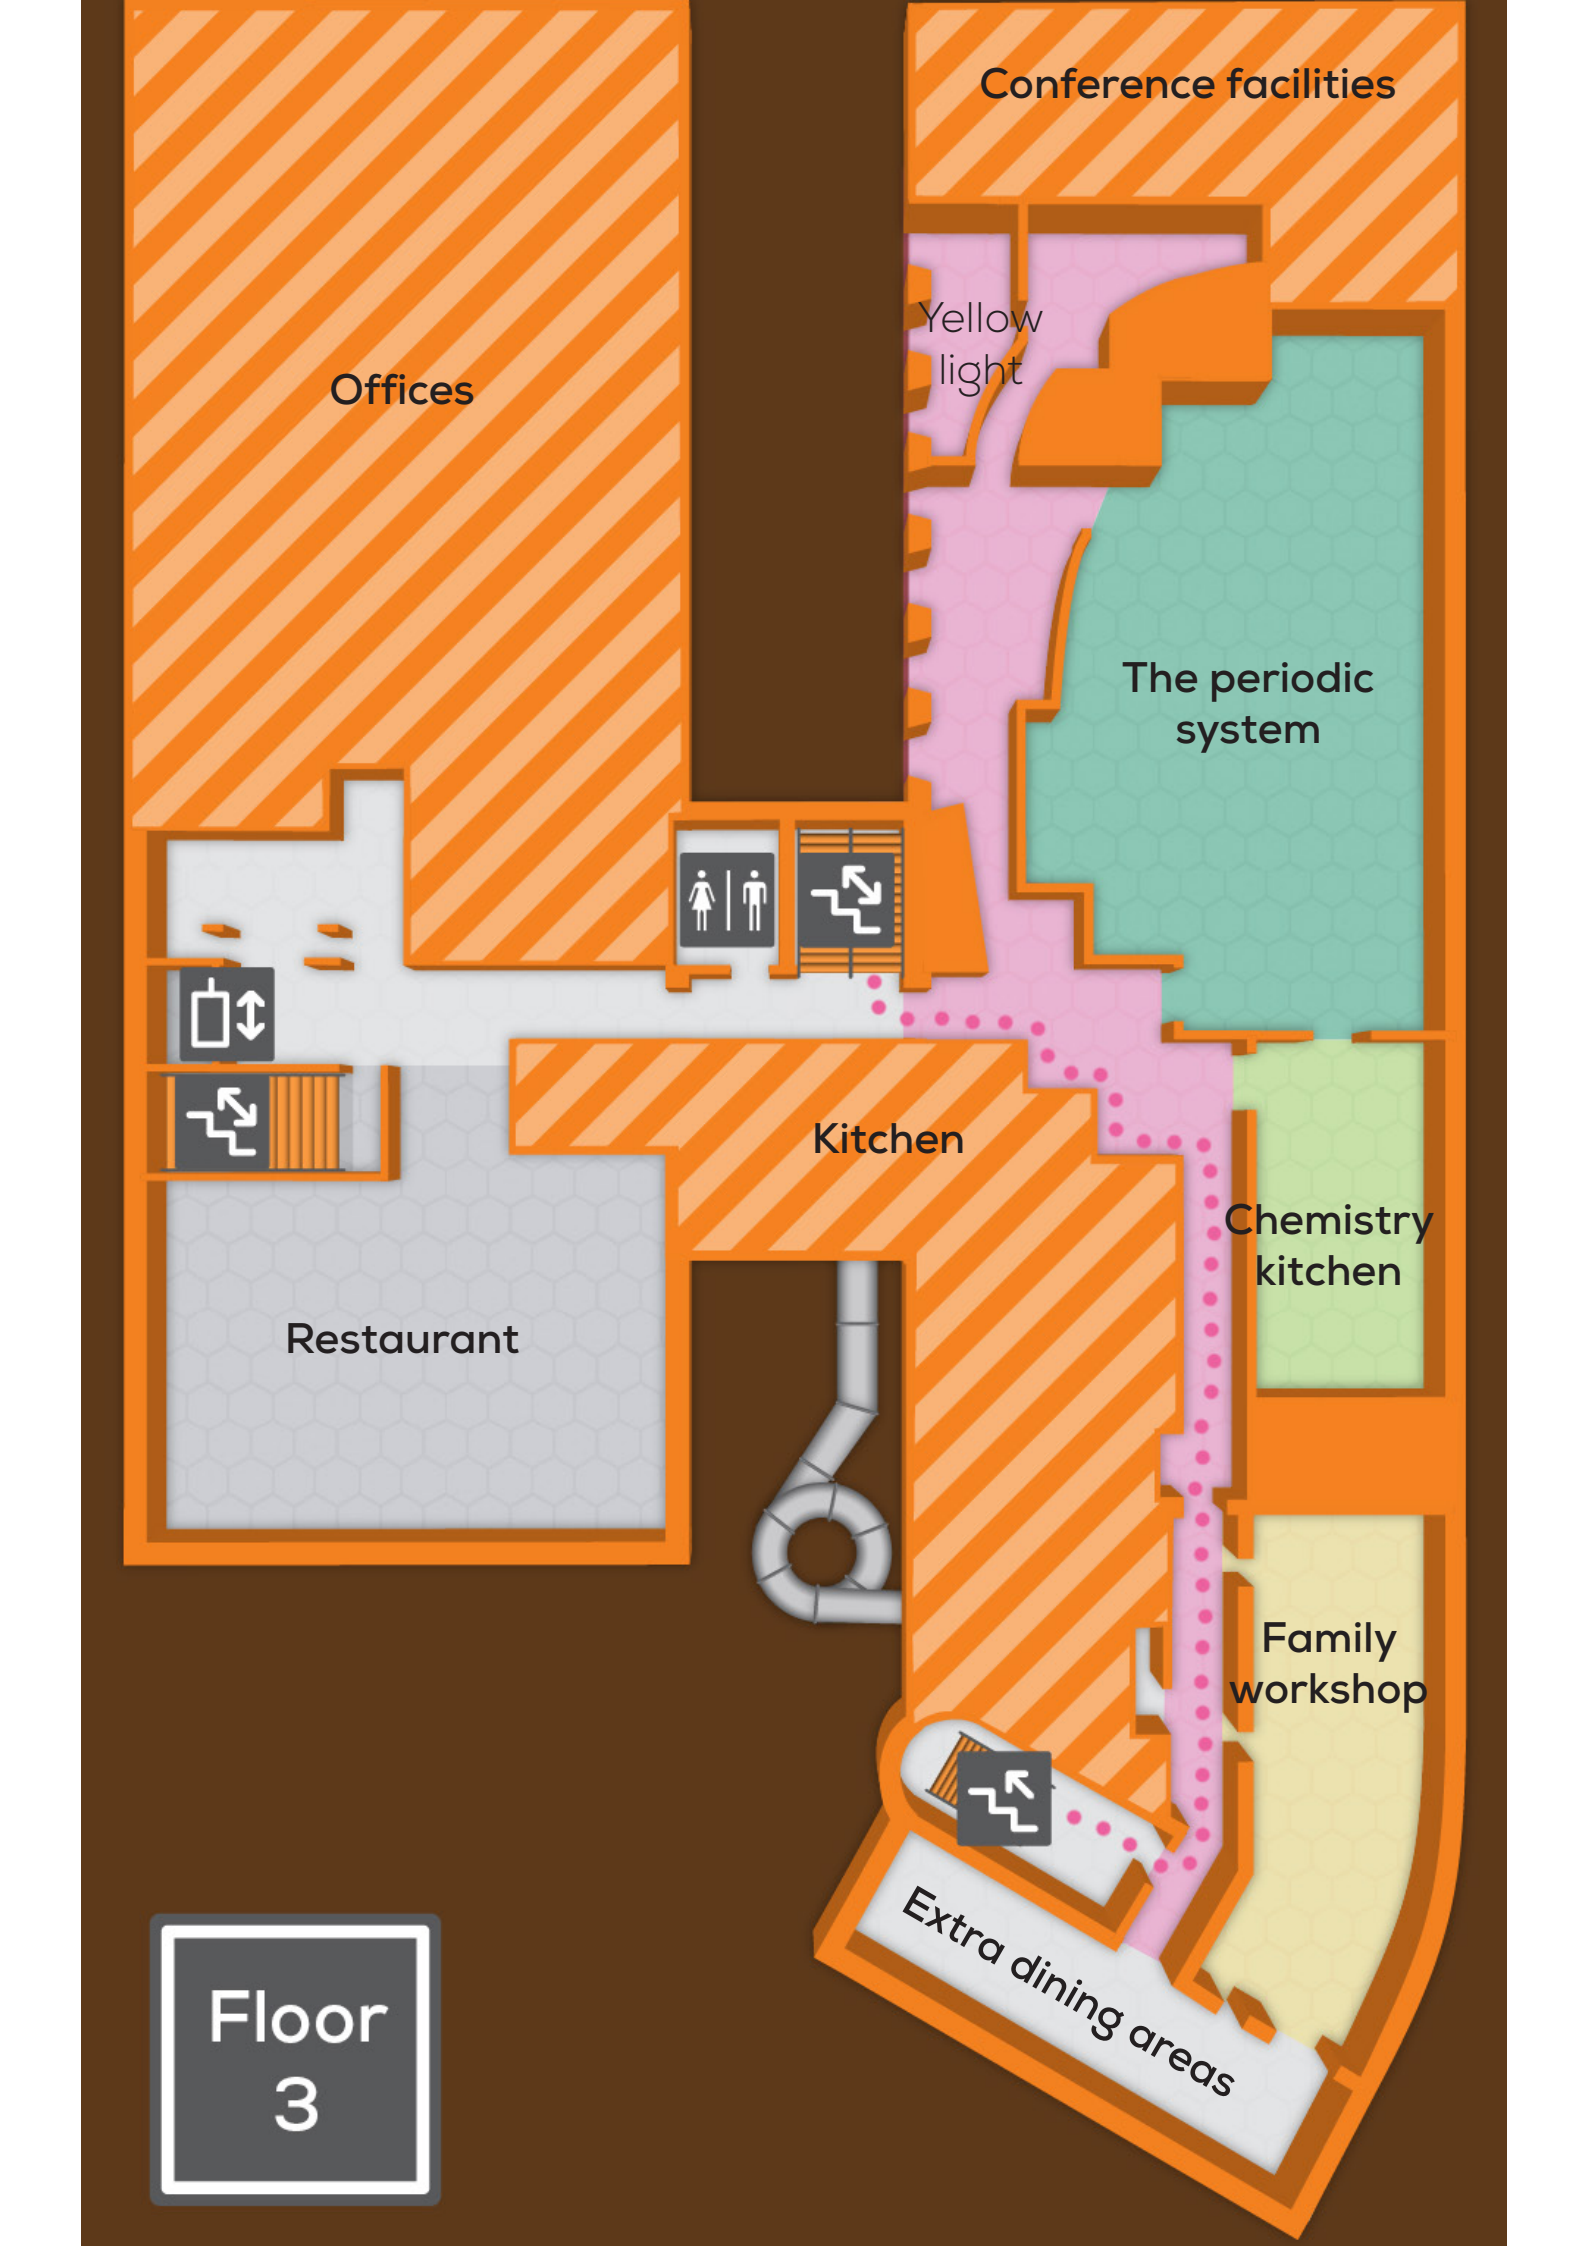 Conference facilities
Yellow
light
Offices
The periodic
system
Kitchen
Chemistry
kitchen
Restaurant
Family
workshop
Extra dining areas
Floor
3